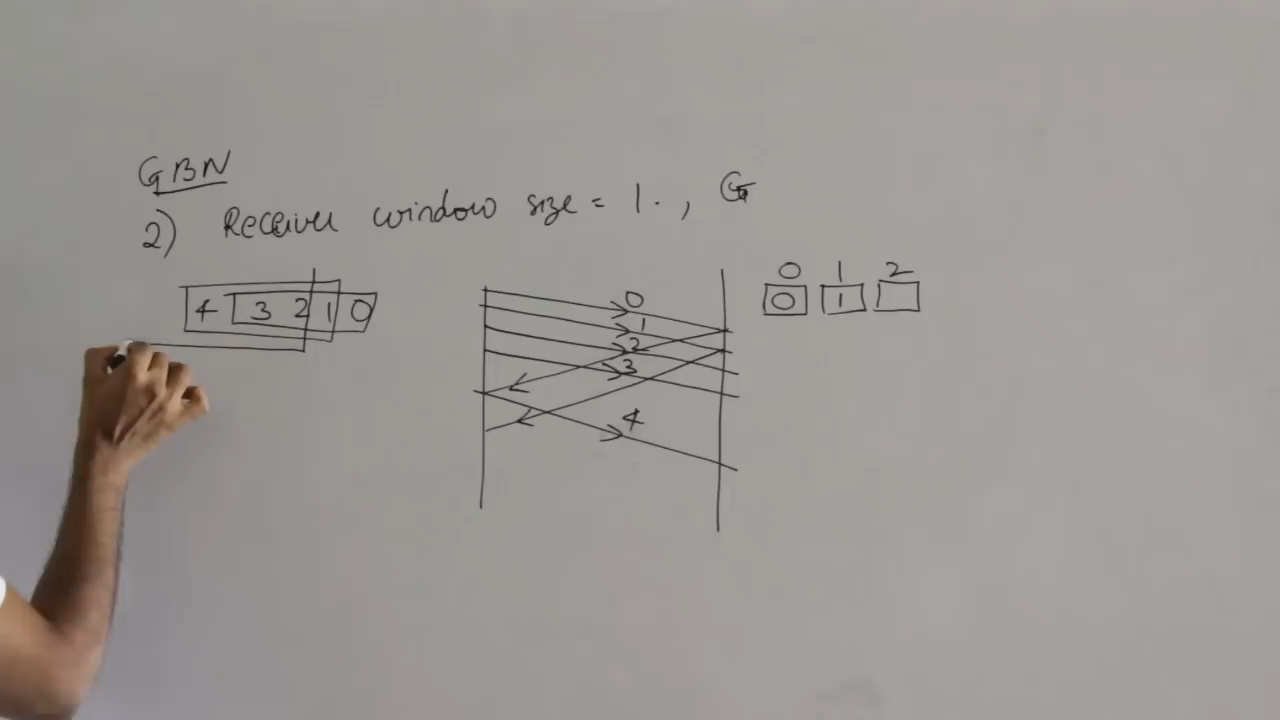 GBN
2) Receiver window size = 1. , G
4 3 2 1 0
0 1 2
0 1
0
1
2
3
4